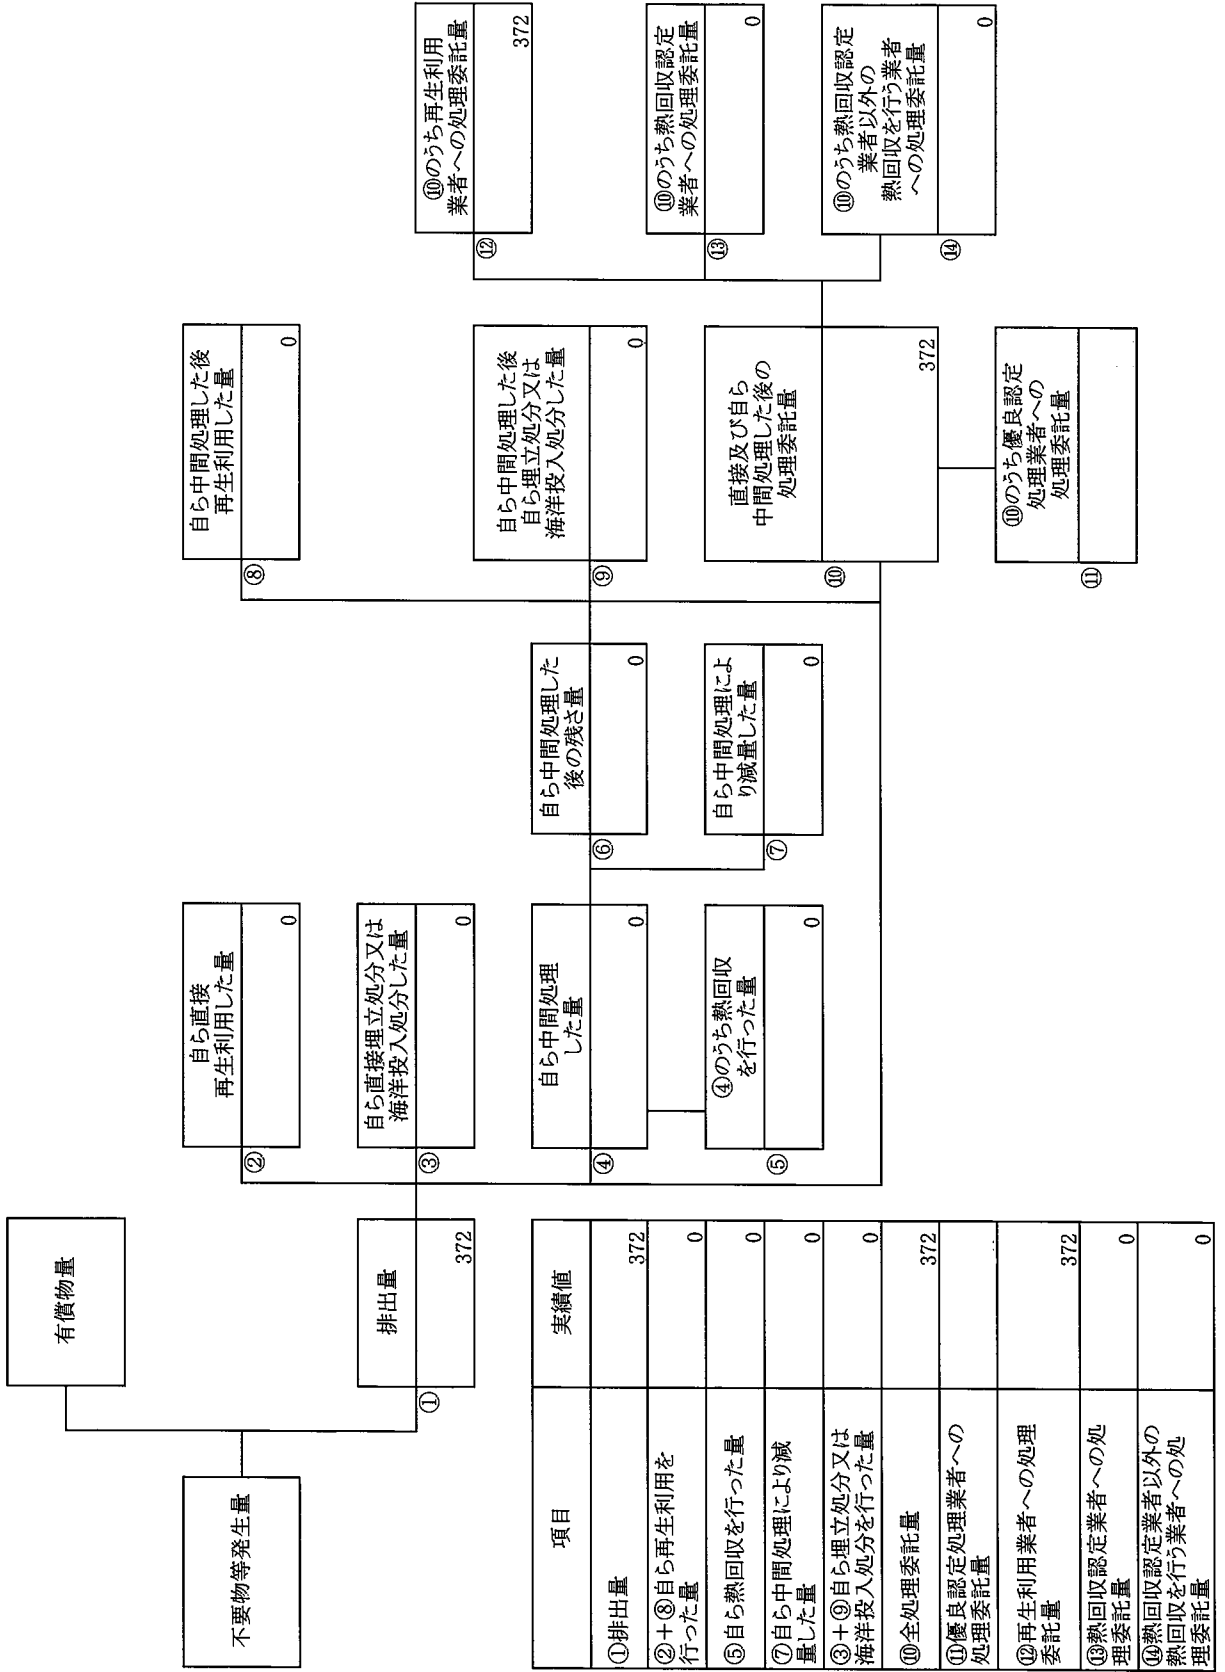 有償物量
不要物等発生量
①
排出量
372
②
自ら直接
再生利用した量
0
③
自ら直接埋立処分又は
海洋投入処分した量
0
④
自ら中間処理
した量
0
⑤
④のうち熱回収
を行った量
0
⑥
自ら中間処理した
後の残さ量
0
⑦
自ら中間処理によ
り減量した量
0
⑧
自ら中間処理した後
再生利用した量
0
⑨
自ら中間処理した後
自ら埋立処分又は
海洋投入処分した量
0
⑩
直接及び自ら
中間処理した後の
処理委託量
372
⑪
⑩のうち優良認定
処理業者への
処理委託量
⑫
⑩のうち再生利用
業者への処理委託量
372
⑬
⑩のうち熱回収認定
業者への処理委託量
0
⑭
⑩のうち熱回収認定
業者以外の
熱回収を行う業者
への処理委託量
0
項目
実績値
①排出量
372
②+⑧自ら再生利用を
行った量
0
⑤自ら熱回収を行った量
0
⑦自ら中間処理により減
量した量
0
③+⑨自ら埋立処分又は
海洋投入処分を行った量
0
⑩全処理委託量
372
⑪優良認定処理業者への
処理委託量
⑫再生利用業者への処理
委託量
372
⑬熱回収認定業者への処
理委託量
0
⑭熱回収認定業者以外の
熱回収を行う業者への処
理委託量
0